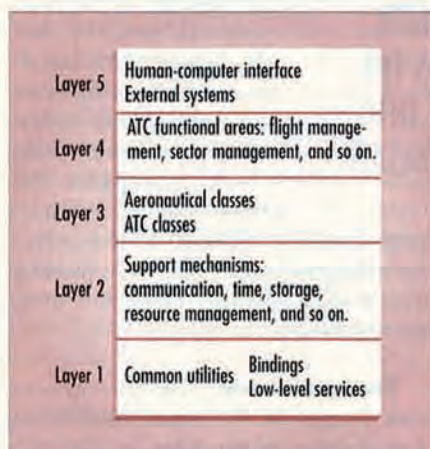 Layer 5
Human-computer interface
External systems
Layer 4
ATC functional areas: flight manage-
ment, sector management, and so on.
Layer 3
Aeronautical classes
ATC classes
Layer 2
Support mechanisms:
communication, time, storage,
resource management, and so on.
Layer 1
Common utilities
Bindings
Low-level services